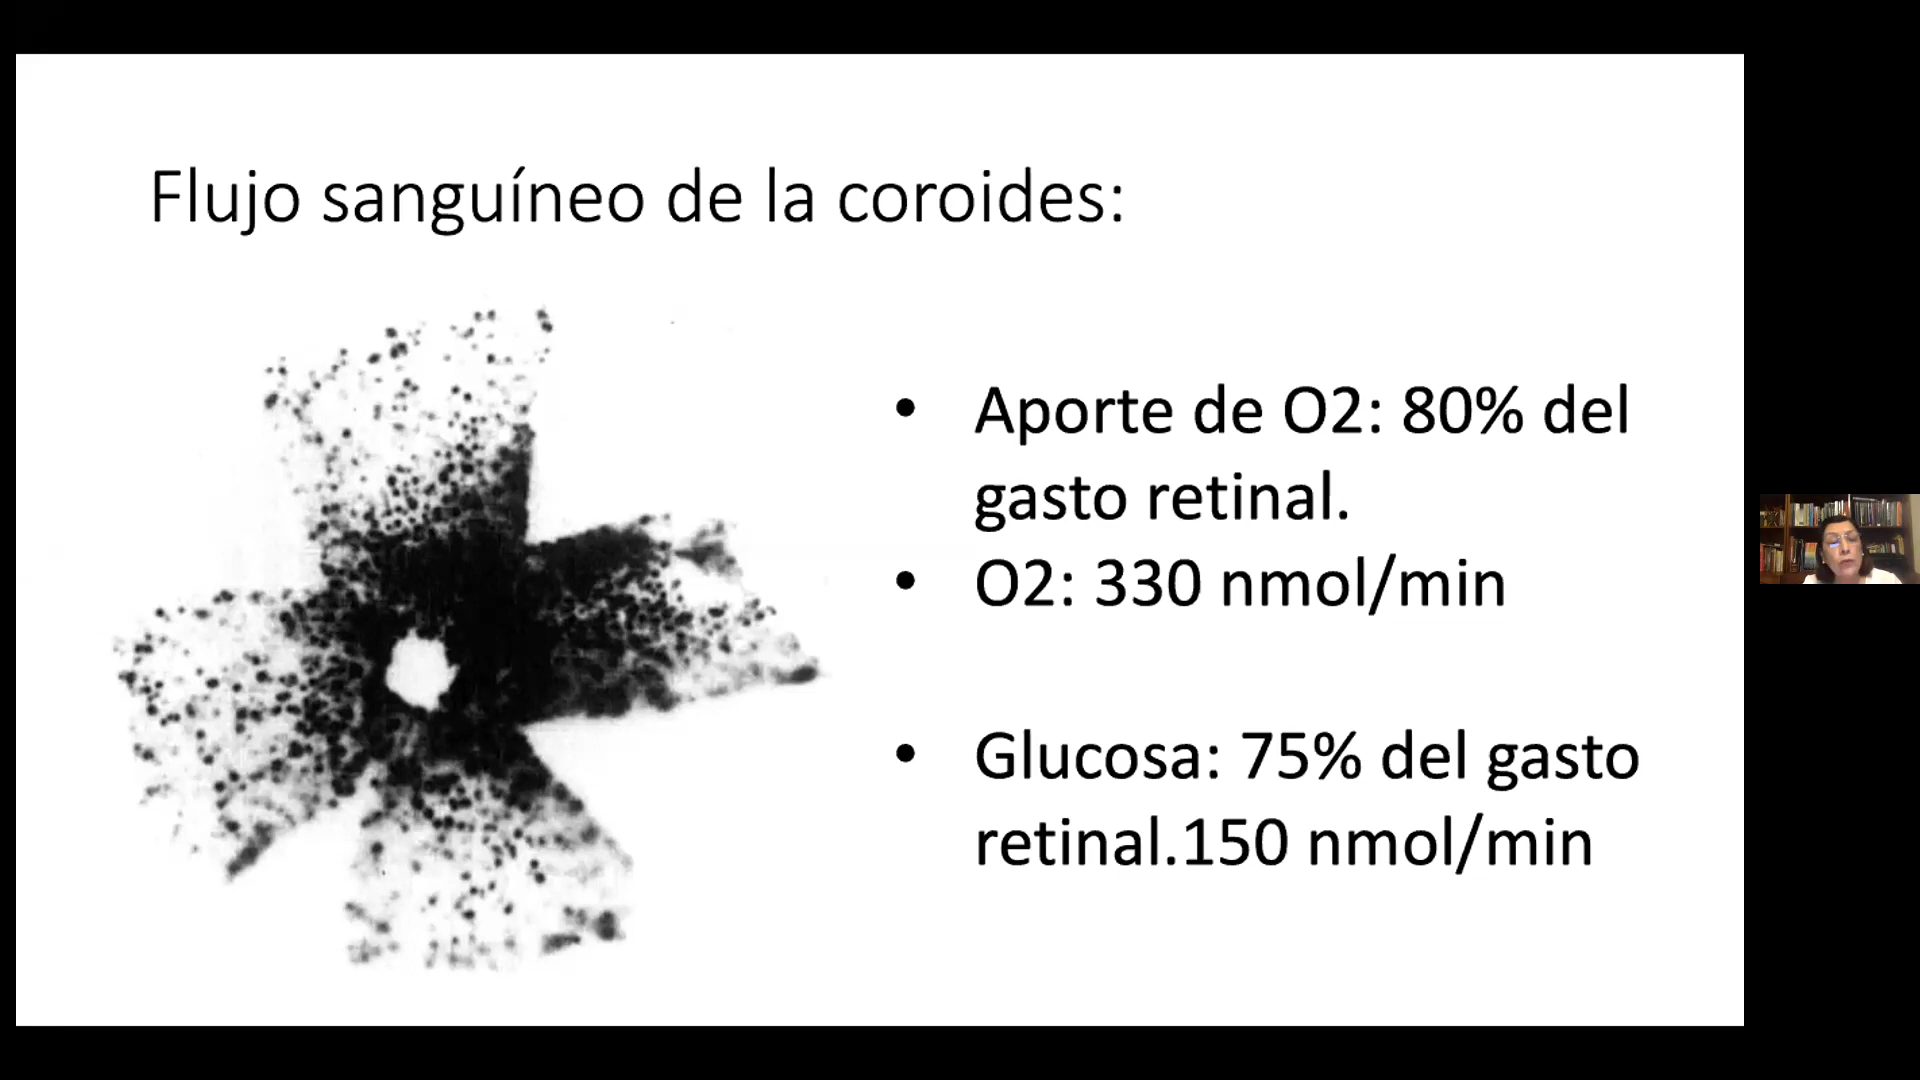 Flujo sanguíneo de la coroides:
• Aporte de O2: 80% del
gasto retinal.
• O2: 330 nmol/min
• Glucosa: 75% del gasto
retinal.150 nmol/min